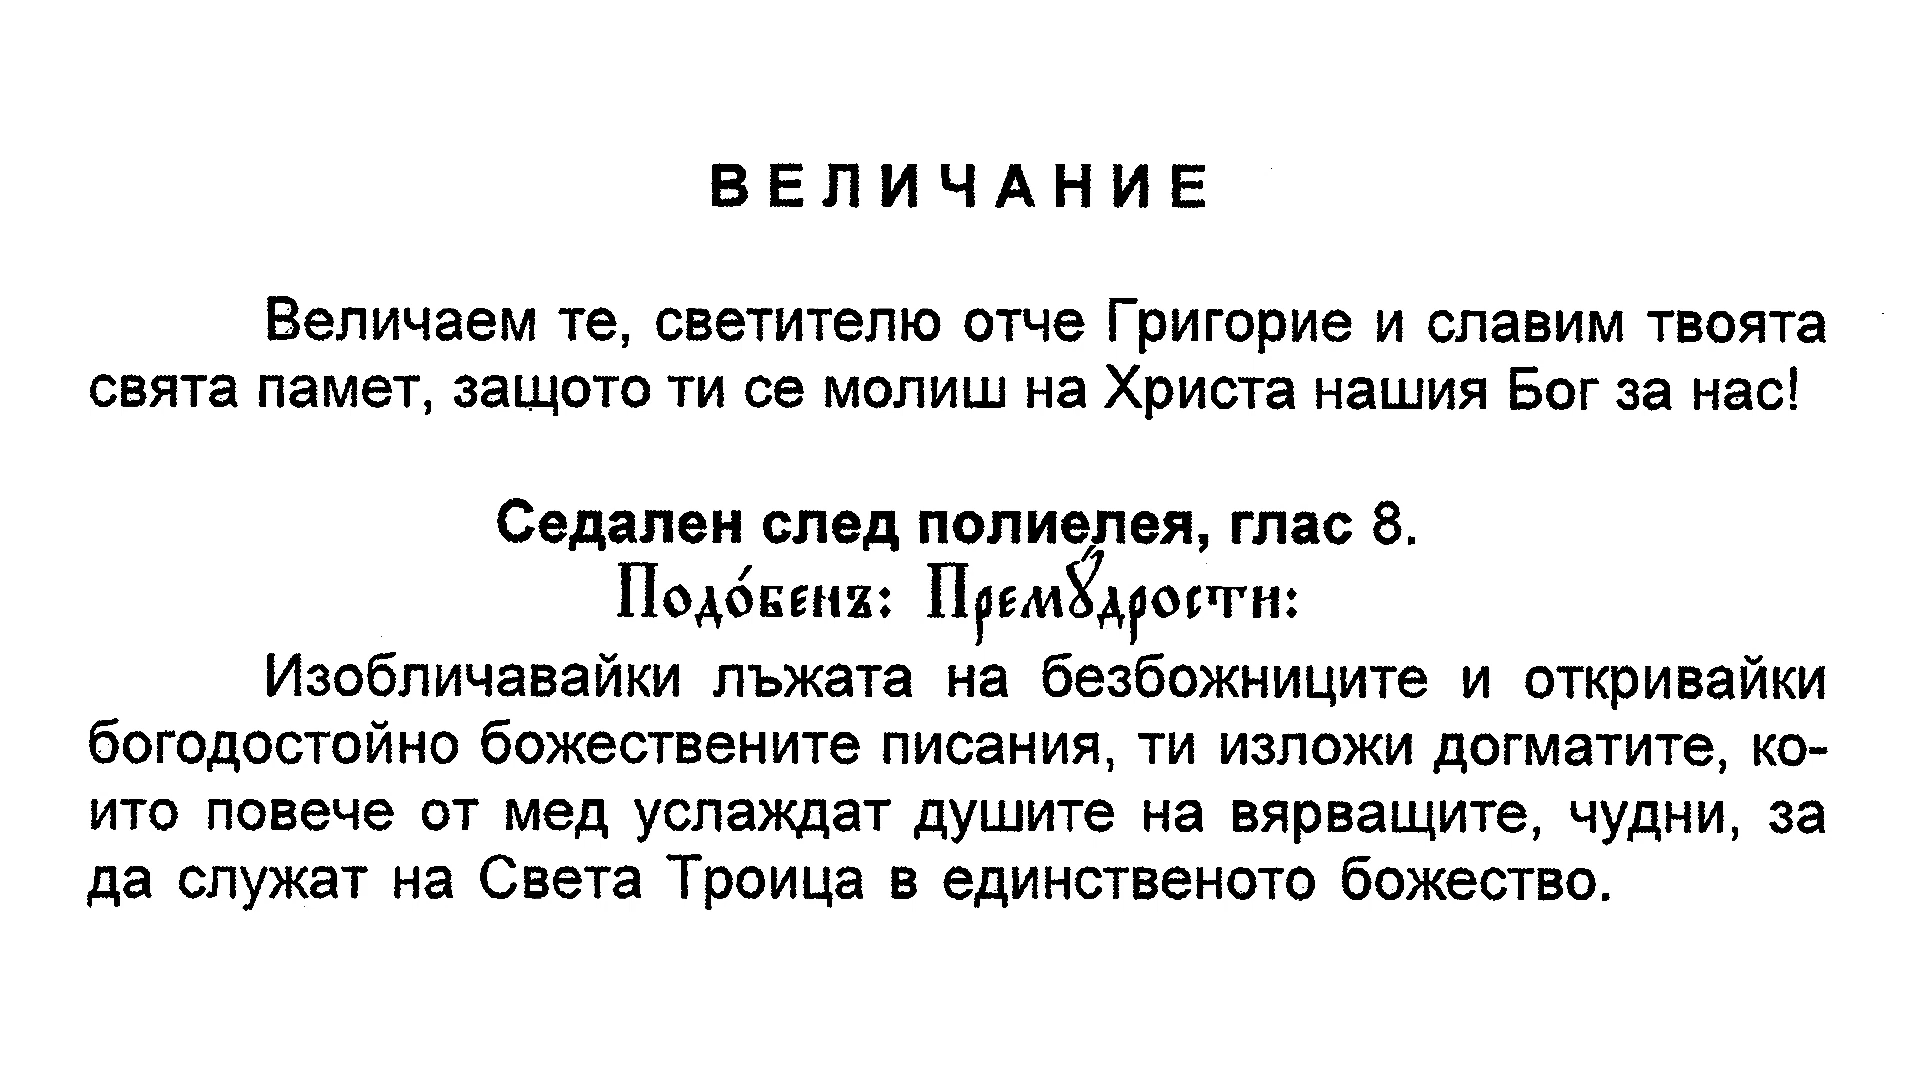 ВЕЛИЧАНИЕ
Величаем те, светителю отче Григорие и славим твоята
свята памет, защото ти се молиш на Христа нашия Бог за нас!
Седален след полиелея, глас 8.
Подо́бенъ: Премꙋ́дрости:
Изобличавайки лъжата на безбожниците и откривайки
богодостойно божествените писания, ти изложи догматите, ко-
ито повече от мед услаждат душите на вярващите, чудни, за
да служат на Света Троица в единственото божество.